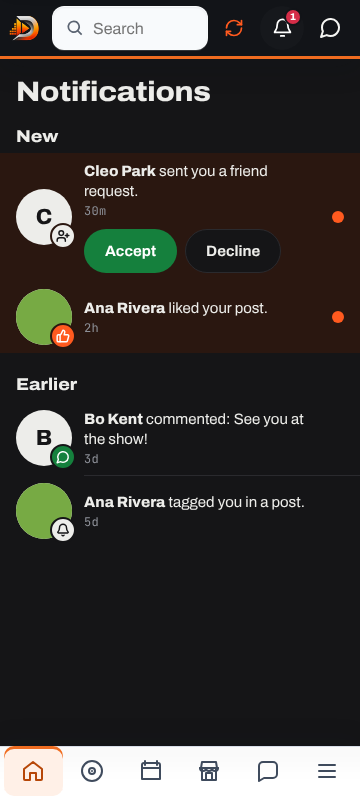 Search
1
Notifications
New
Cleo Park sent you a friend
request.
30m
C
Accept
Decline
Ana Rivera liked your post.
2h
Earlier
Bo Kent commented: See you at
the show!
B
3d
Ana Rivera tagged you in a post.
5d